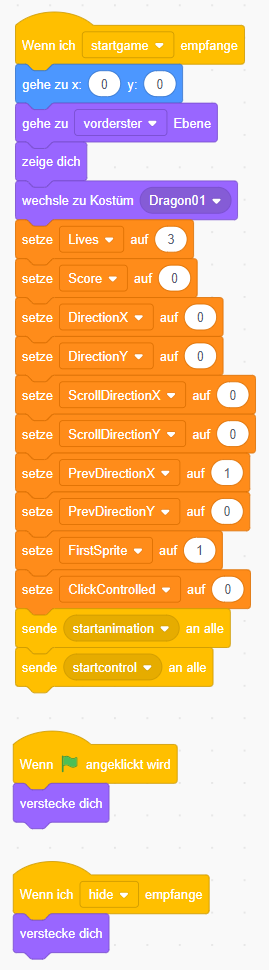 Wenn ich startgame empfange
gehe zu x: 0 y: 0
gehe zu vorderster Ebene
zeige dich
wechsle zu Kostüm Dragon01
setze Lives auf 3
setze Score auf 0
setze DirectionX auf 0
setze DirectionY auf 0
setze ScrollDirectionX auf 0
setze ScrollDirectionY auf 0
setze PrevDirectionX auf 1
setze PrevDirectionY auf 0
setze FirstSprite auf 1
setze ClickControlled auf 0
sende startanimation an alle
sende startcontrol an alle
Wenn angeklickt wird
verstecke dich
Wenn ich hide empfange
verstecke dich